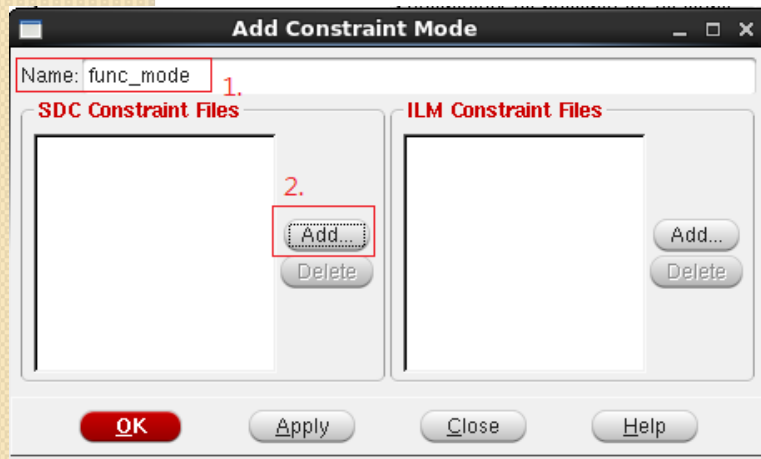 Add Constraint Mode
Name: func_mode
1.
SDC Constraint Files
ILM Constraint Files
2.
Add...
Delete
Add...
Delete
OK
Apply
Close
Help